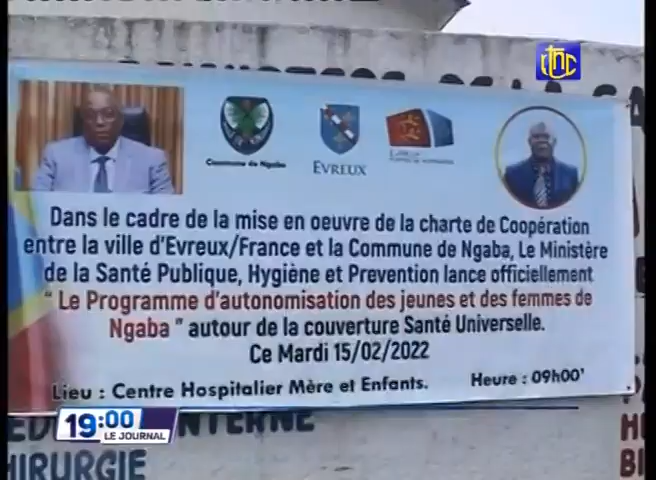 Commune de Ngaba
EVREUX
Dans le cadre de la mise en oeuvre de la charte de Coopération
entre la ville d'Evreux/France et la Commune de Ngaba, Le Ministère
de la Santé Publique, Hygiène et Prevention lance officiellement
" Le Programme d'autonomisation des jeunes et des femmes de
Ngaba " autour de la couverture Santé Universelle.
Ce Mardi 15/02/2022
Lieu : Centre Hospitalier Mère et Enfants.
Heure : 09h00'
19:00
LE JOURNAL
INTERNE
HIRURGIE